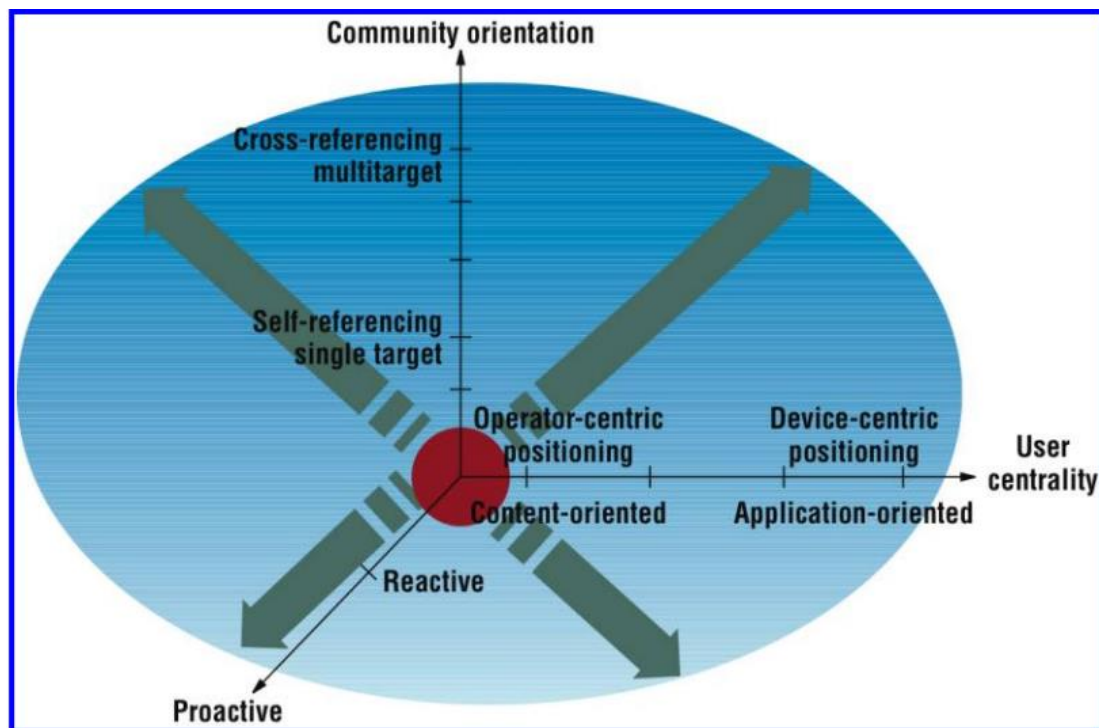 Community orientation
Cross-referencing
multitarget
Self-referencing
single target
Operator-centric
positioning
Device-centric
positioning
User
centrality
Content-oriented
Application-oriented
Reactive
Proactive